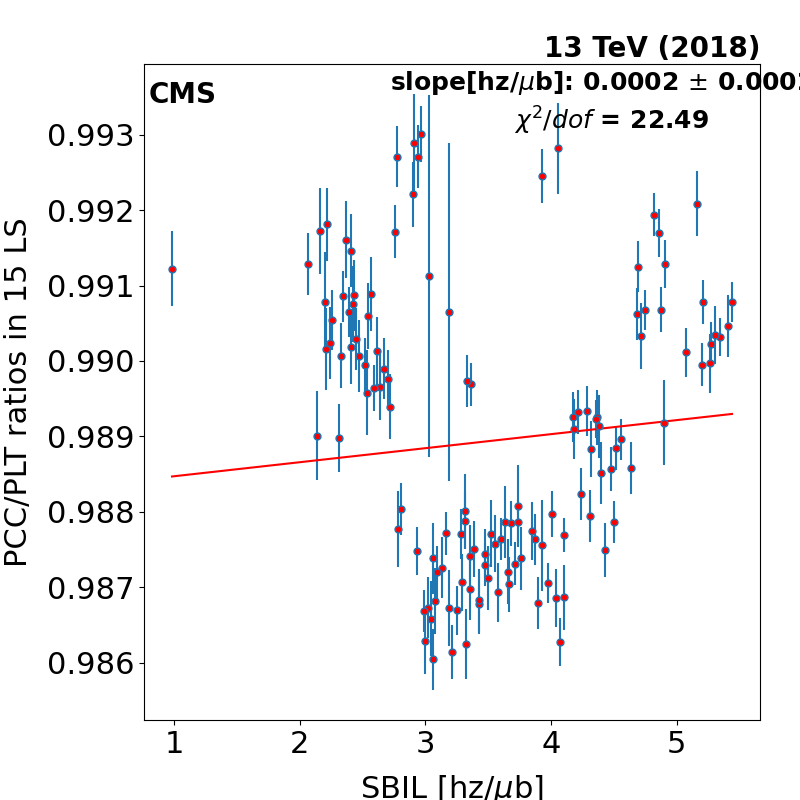 13 TeV (2018)
CMS
slope[hz/μb]: 0.0002 ± 0.000
χ²/dof = 22.49
0.993
0.992
0.991
0.990
0.989
0.988
0.987
0.986
PCC/PLT ratios in 15 LS
1 2 3 4 5
SBIL [hz/μb]